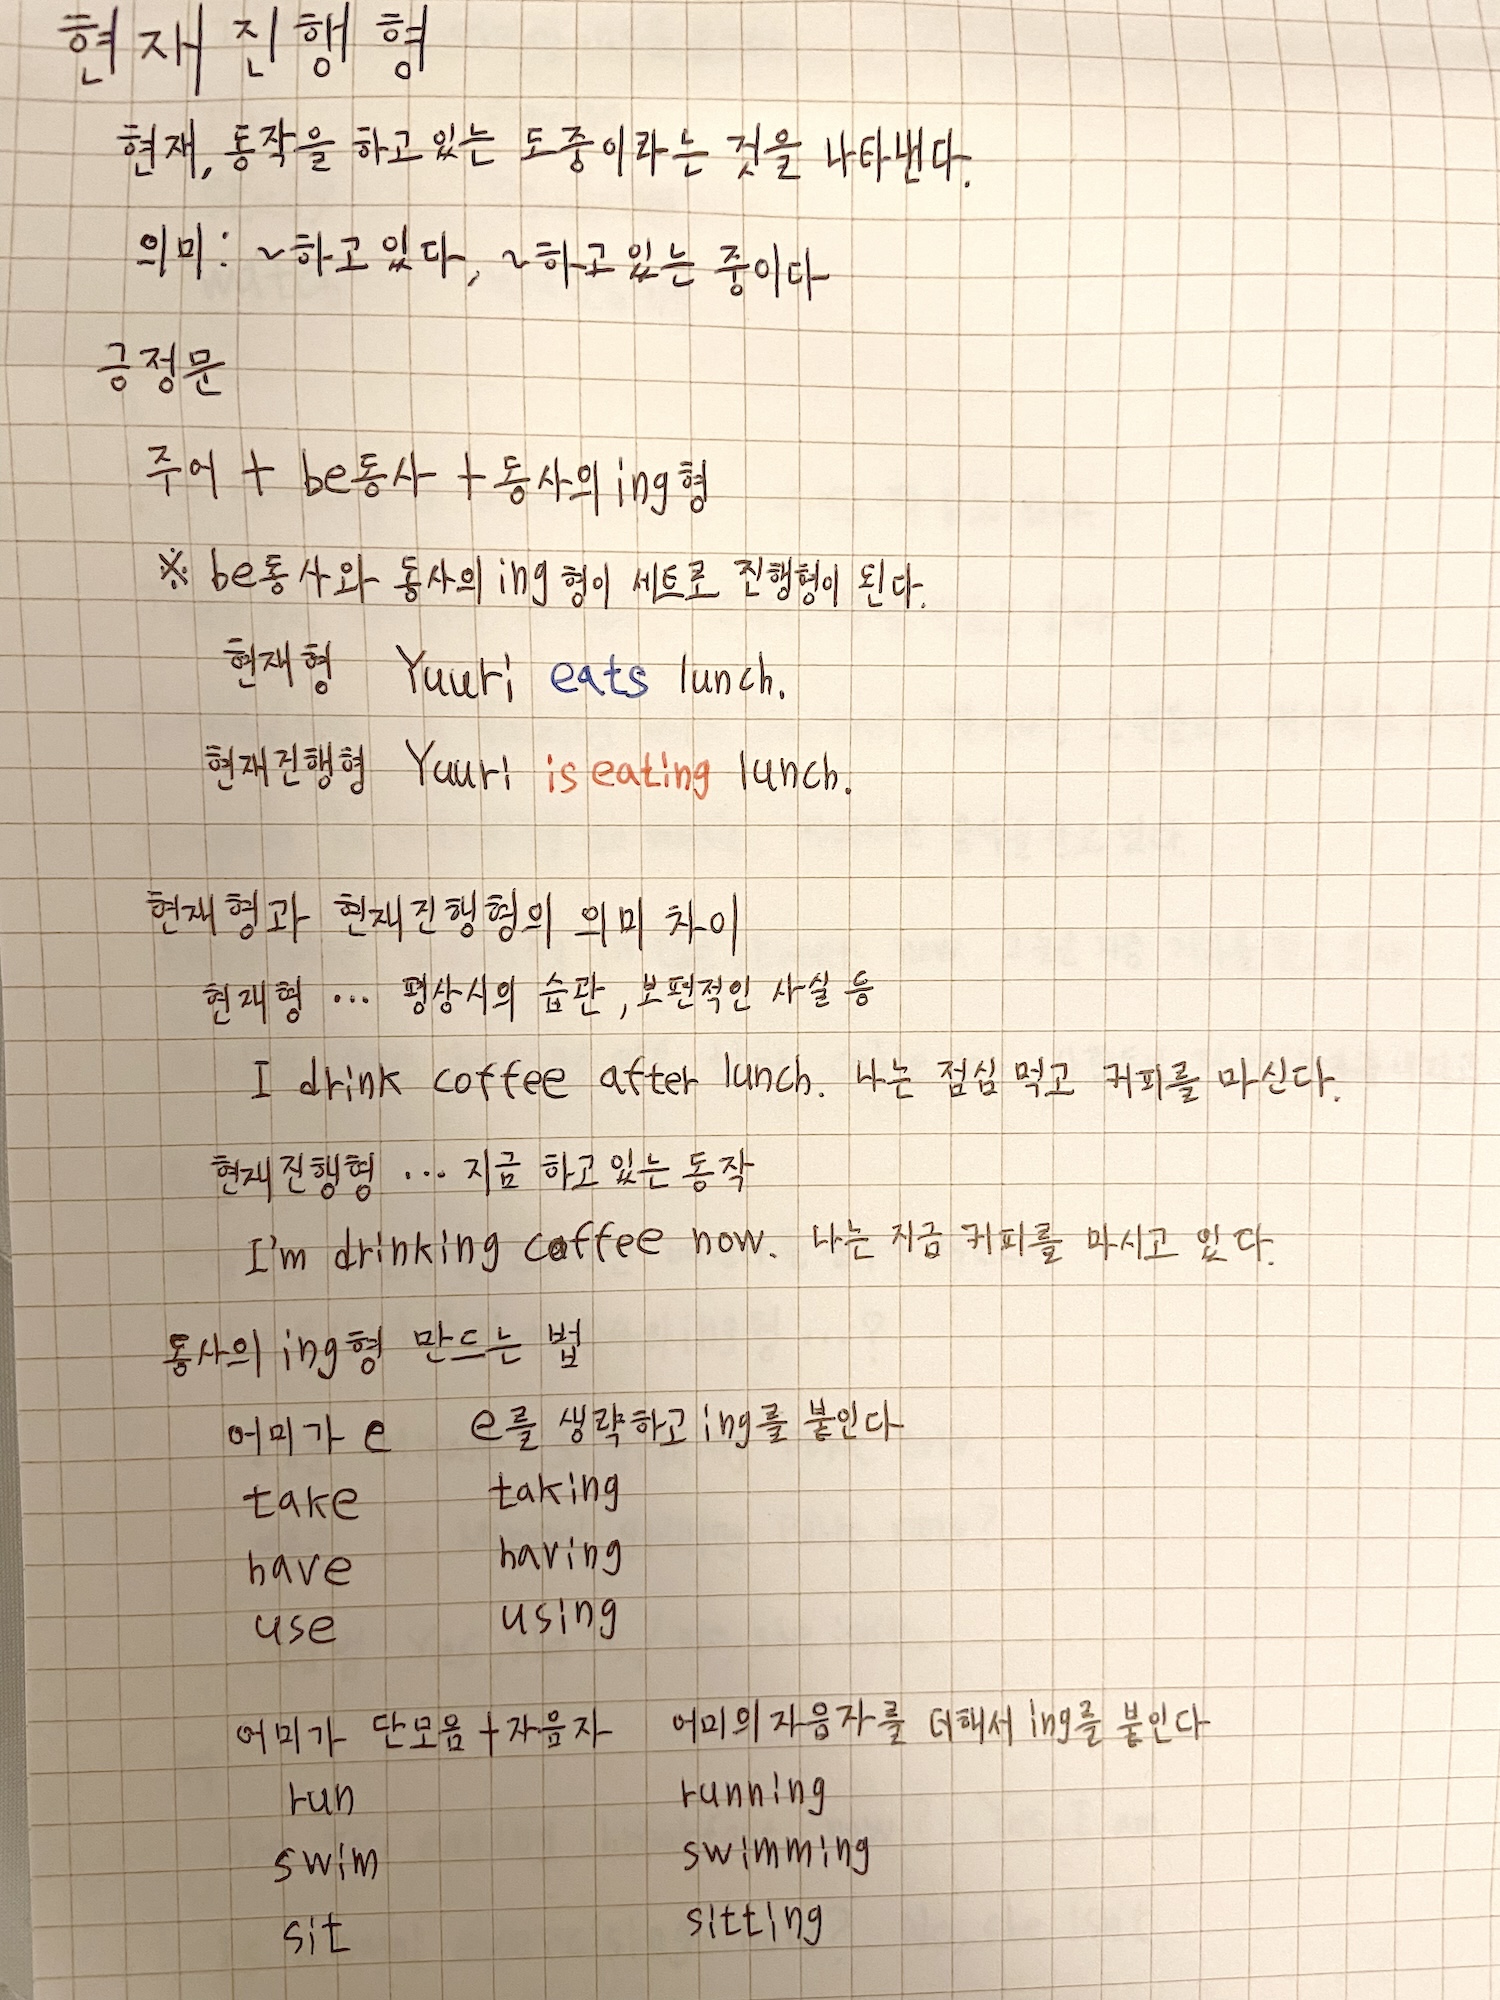 현재진행형
현재, 동작을 하고있는 도중이라는 것을 나타낸다.
의미: ~하고있다, ~하고있는 중이다
긍정문
주어 + be동사 + 동사의 ing형
※ be동사와 동사의 ing형이 세트로 진행형이 된다.
현재형 Yuuri eats lunch.
현재진행형 Yuuri is eating lunch.
현재형과 현재진행형의 의미 차이
현재형 … 평상시의 습관, 보편적인 사실 등
I drink coffee after lunch. 나는 점심 먹고 커피를 마신다.
현재진행형 … 지금 하고있는 동작
I'm drinking coffee now. 나는 지금 커피를 마시고 있다.
동사의 ing형 만드는 법
어미가 e e를 생략하고 ing를 붙인다
take taking
have having
use using
어미가 단모음+자음자 어미의 자음자를 더해서 ing를 붙인다
run running
swim swimming
sit sitting